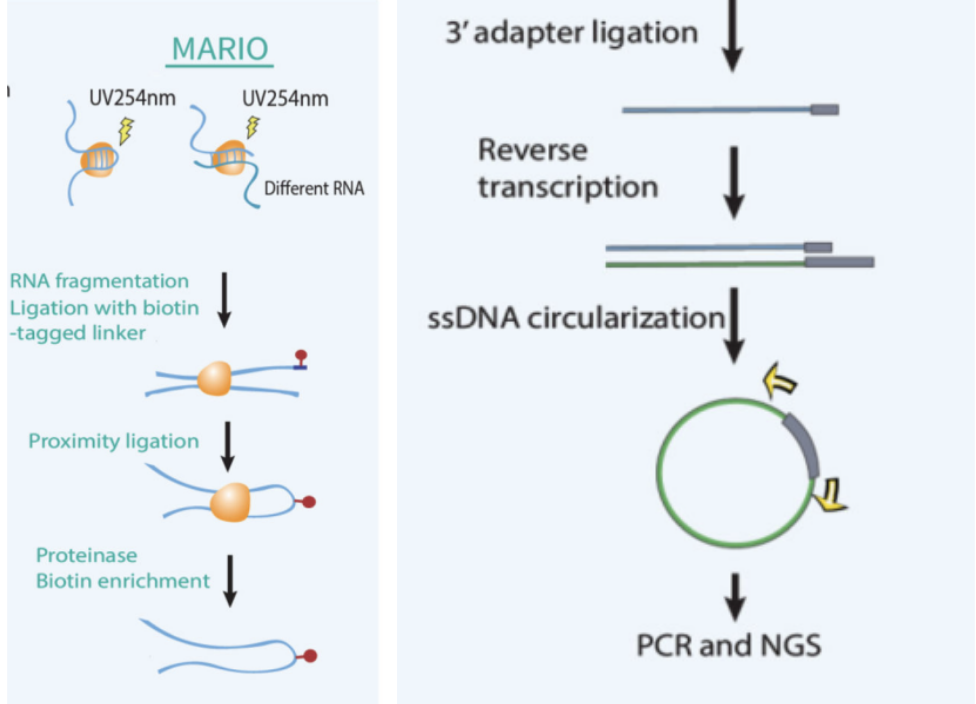 MARIO
UV254nm
UV254nm
Different RNA
RNA fragmentation
Ligation with biotin
-tagged linker
Proximity ligation
Proteinase
Biotin enrichment
3' adapter ligation
Reverse
transcription
ssDNA circularization
PCR and NGS